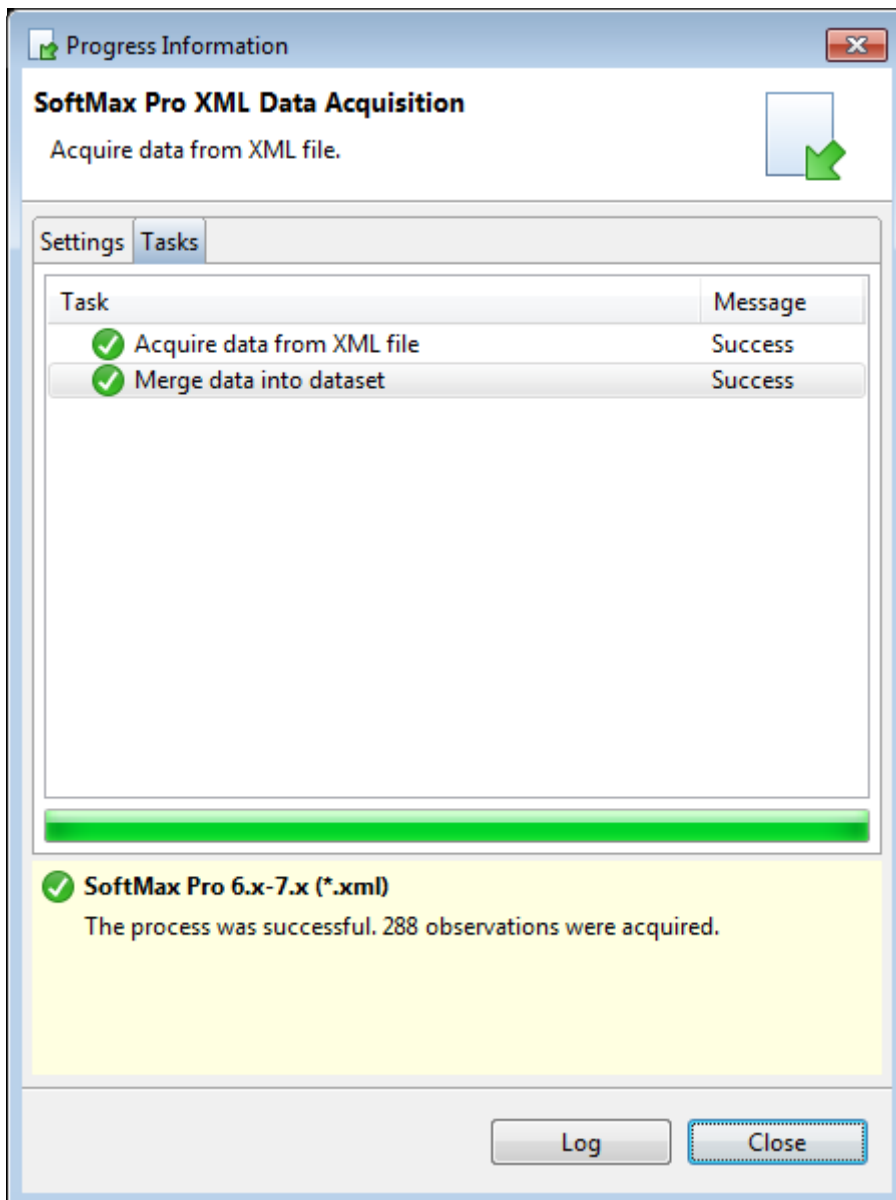 Progress Information
SoftMax Pro XML Data Acquisition
Acquire data from XML file.
Settings Tasks
Task Message
Acquire data from XML file Success
Merge data into dataset Success
SoftMax Pro 6.x-7.x (*.xml)
The process was successful. 288 observations were acquired.
Log Close